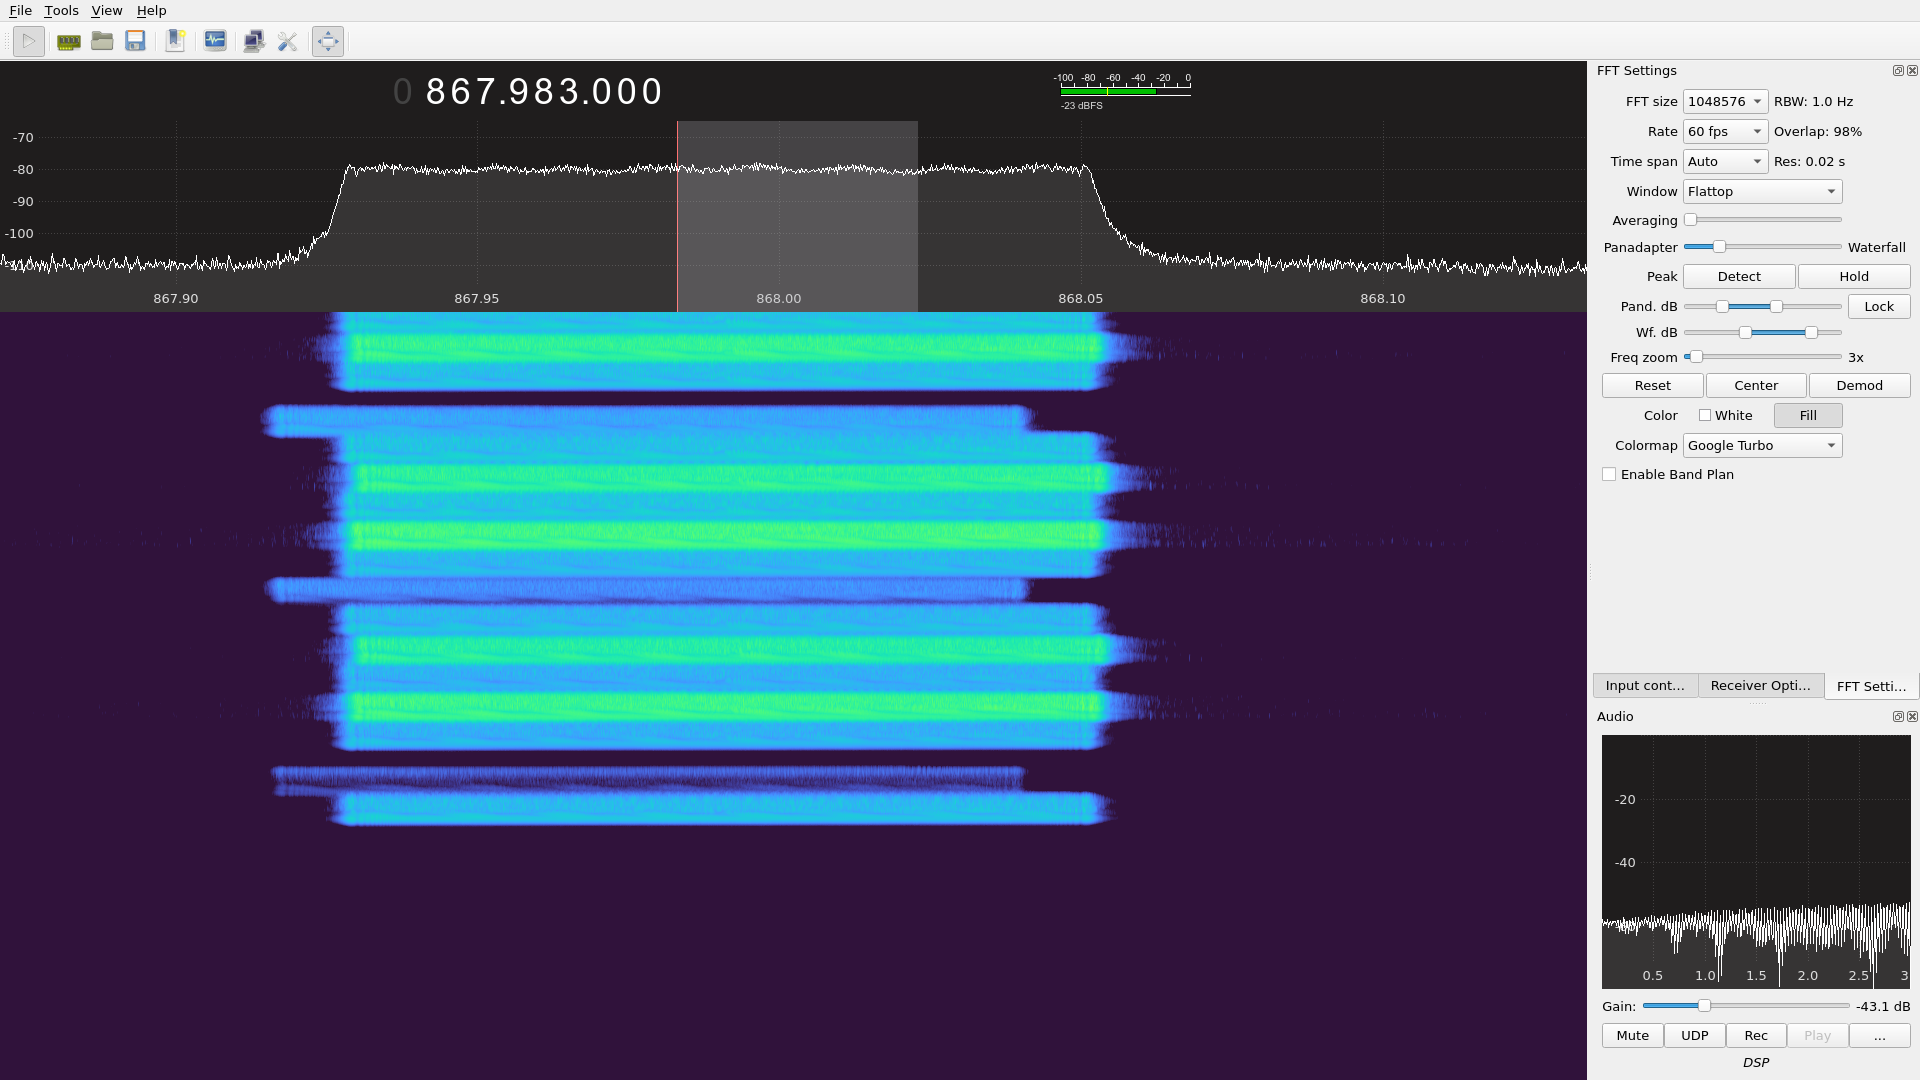 File Tools View Help
0 867.983.000
-100 -80 -60 -40 -20 0
-23 dBFS
-70
-80
-90
-100
867.90 867.95 868.00 868.05 868.10
FFT Settings
FFT size 1048576 RBW: 1.0 Hz
Rate 60 fps Overlap: 98%
Time span Auto Res: 0.02 s
Window Flattop
Averaging
Panadapter Waterfall
Peak Detect Hold
Pand. dB Lock
Wf. dB
Freq zoom 3x
Reset Center Demod
Color White Fill
Colormap Google Turbo
Enable Band Plan
Input cont... Receiver Opti... FFT Setti...
Audio
-20
-40
0.5 1.0 1.5 2.0 2.5 3
Gain: -43.1 dB
Mute UDP Rec Play ...
DSP